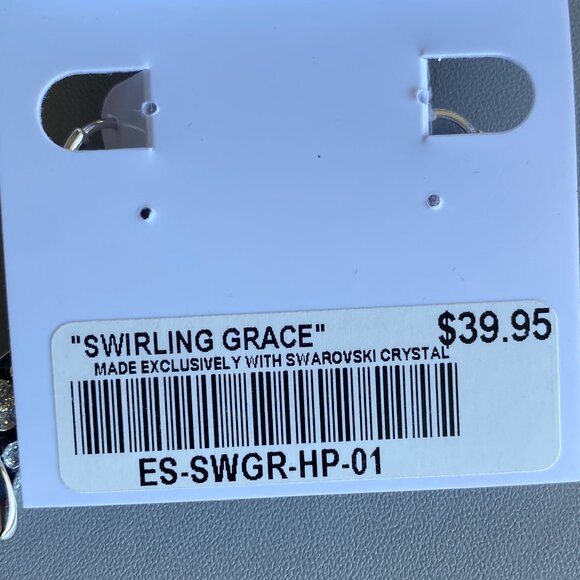 "SWIRLING GRACE" $39.95
MADE EXCLUSIVELY WITH SWAROVSKI CRYSTAL
ES-SWGR-HP-01